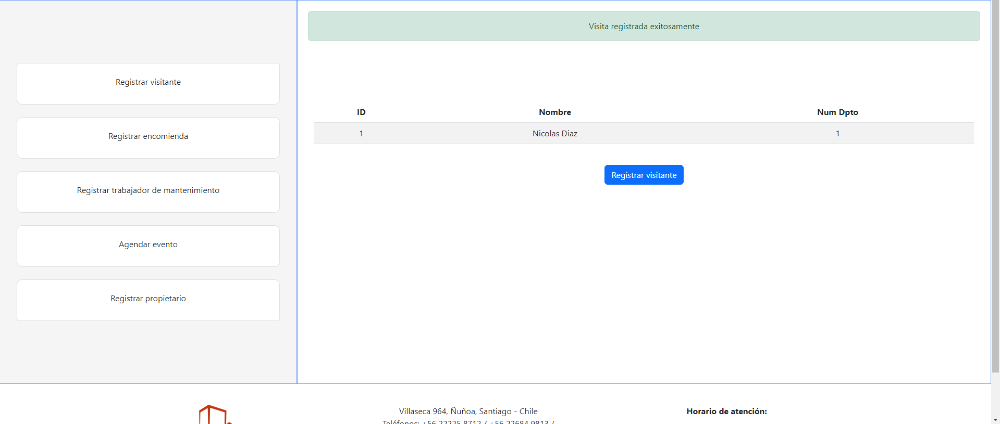 Visita registrada exitosamente
Registrar visitante
Registrar encomienda
Registrar trabajador de mantenimiento
Agendar evento
Registrar propietario
ID Nombre Num Dpto
1 Nicolas Diaz 1
Registrar visitante
Villaseca 964, Ñuñoa, Santiago - Chile
Teléfonos: +56 22225 8712 / +56 22684 9813 /
Horario de atención: